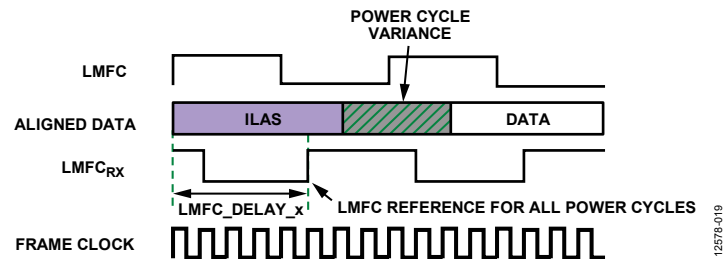 POWER CYCLE
VARIANCE
LMFC
ALIGNED DATA
ILAS
DATA
LMFCRX
LMFC_DELAY_x
LMFC REFERENCE FOR ALL POWER CYCLES
FRAME CLOCK
12578-019